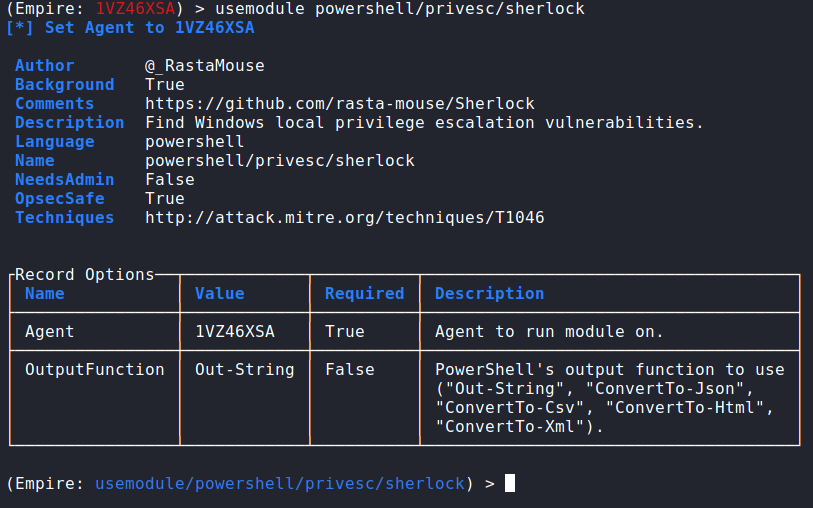 (Empire: 1VZ46XSA) > usemodule powershell/privesc/sherlock
[*] Set Agent to 1VZ46XSA
Author @_RastaMouse
Background True
Comments https://github.com/rasta-mouse/Sherlock
Description Find Windows local privilege escalation vulnerabilities.
Language powershell
Name powershell/privesc/sherlock
NeedsAdmin False
OpsecSafe True
Techniques http://attack.mitre.org/techniques/T1046
Record Options
Name Value Required Description
Agent 1VZ46XSA True Agent to run module on.
OutputFunction Out-String False PowerShell's output function to use
("Out-String", "ConvertTo-Json",
"ConvertTo-Csv", "ConvertTo-Html",
"ConvertTo-Xml").
(Empire: usemodule/powershell/privesc/sherlock) >